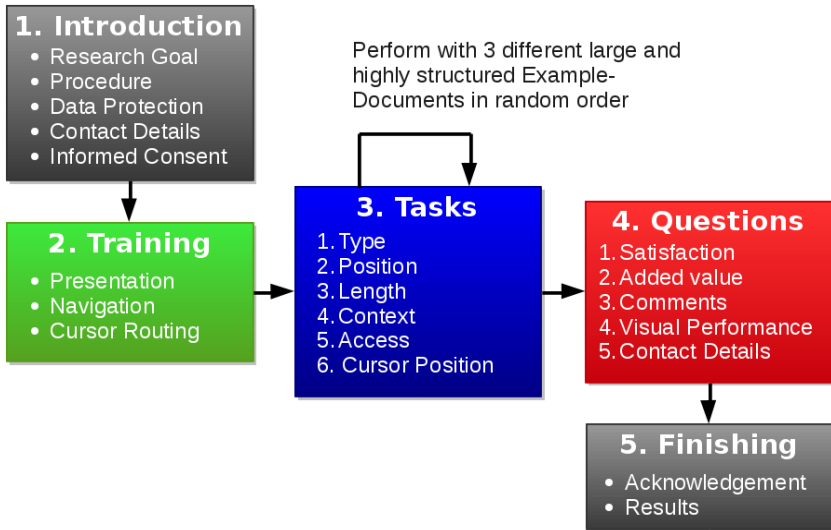 1. Introduction
• Research Goal
• Procedure
• Data Protection
• Contact Details
• Informed Consent
Perform with 3 different large and
highly structured Example-
Documents in random order
2. Training
• Presentation
• Navigation
• Cursor Routing
3. Tasks
1. Type
2. Position
3. Length
4. Context
5. Access
6. Cursor Position
4. Questions
1. Satisfaction
2. Added value
3. Comments
4. Visual Performance
5. Contact Details
5. Finishing
• Acknowledgement
• Results